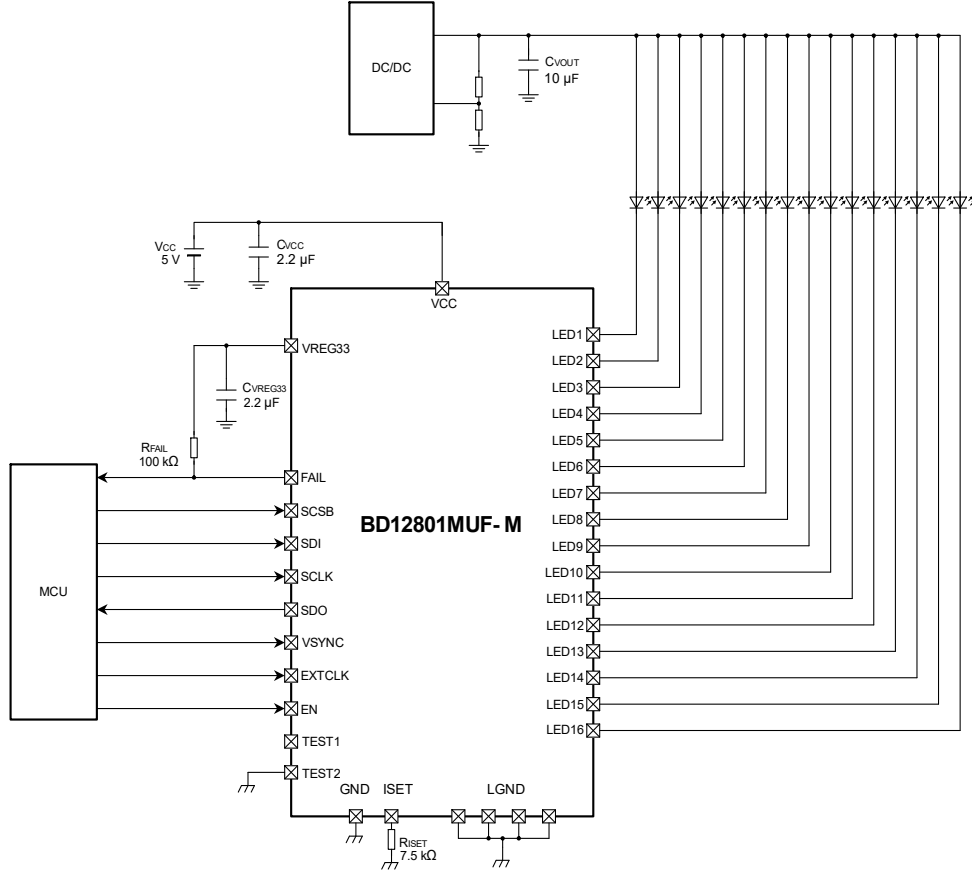 DC/DC
CVOUT
10 µF
VCC
5 V
CVCC
2.2 µF
VCC
VREG33
CVREG33
2.2 µF
RFAIL
100 kΩ
MCU
FAIL
SCSB
SDI
SCLK
SDO
VSYNC
EXTCLK
EN
TEST1
TEST2
BD12801MUF-M
LED1
LED2
LED3
LED4
LED5
LED6
LED7
LED8
LED9
LED10
LED11
LED12
LED13
LED14
LED15
LED16
GND ISET LGND
RISET
7.5 kΩ